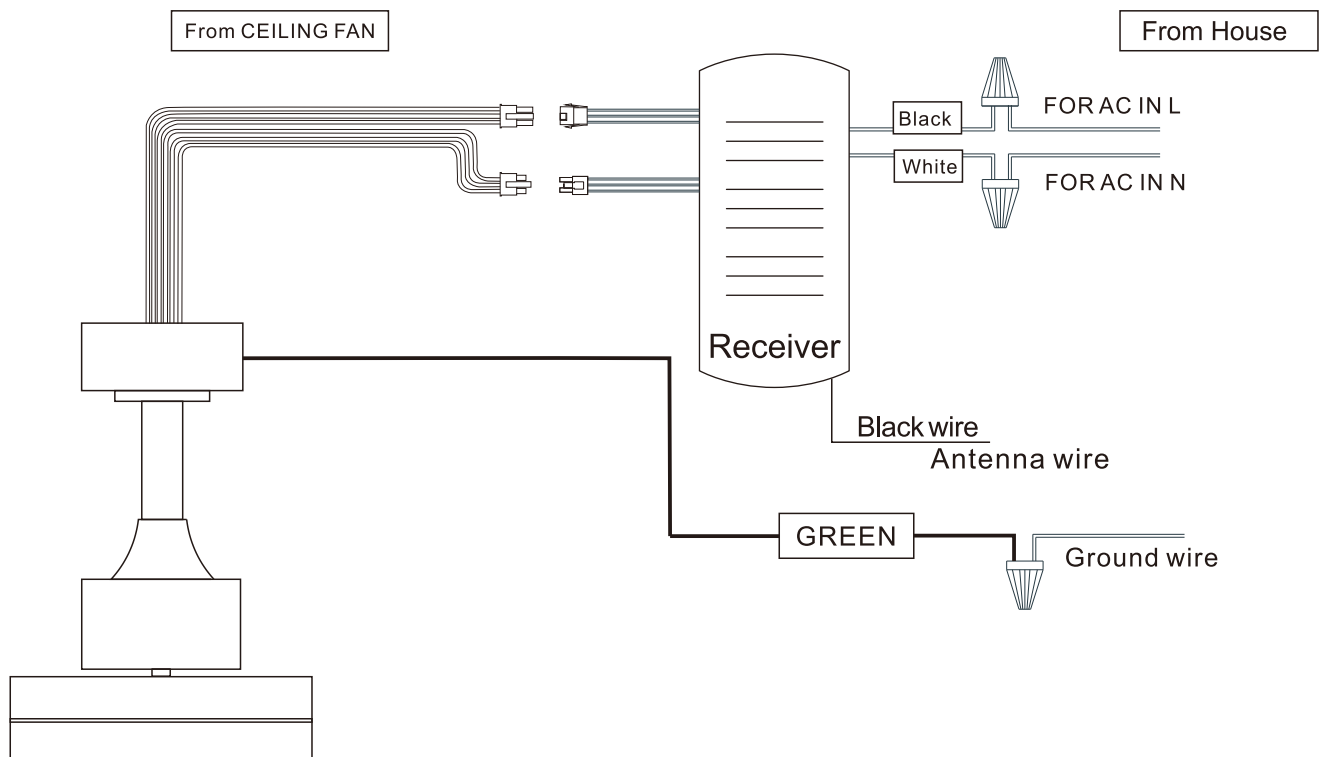 From CEILING FAN
From House
Black
FOR AC IN L
White
FOR AC IN N
Receiver
Black wire
Antenna wire
GREEN
Ground wire